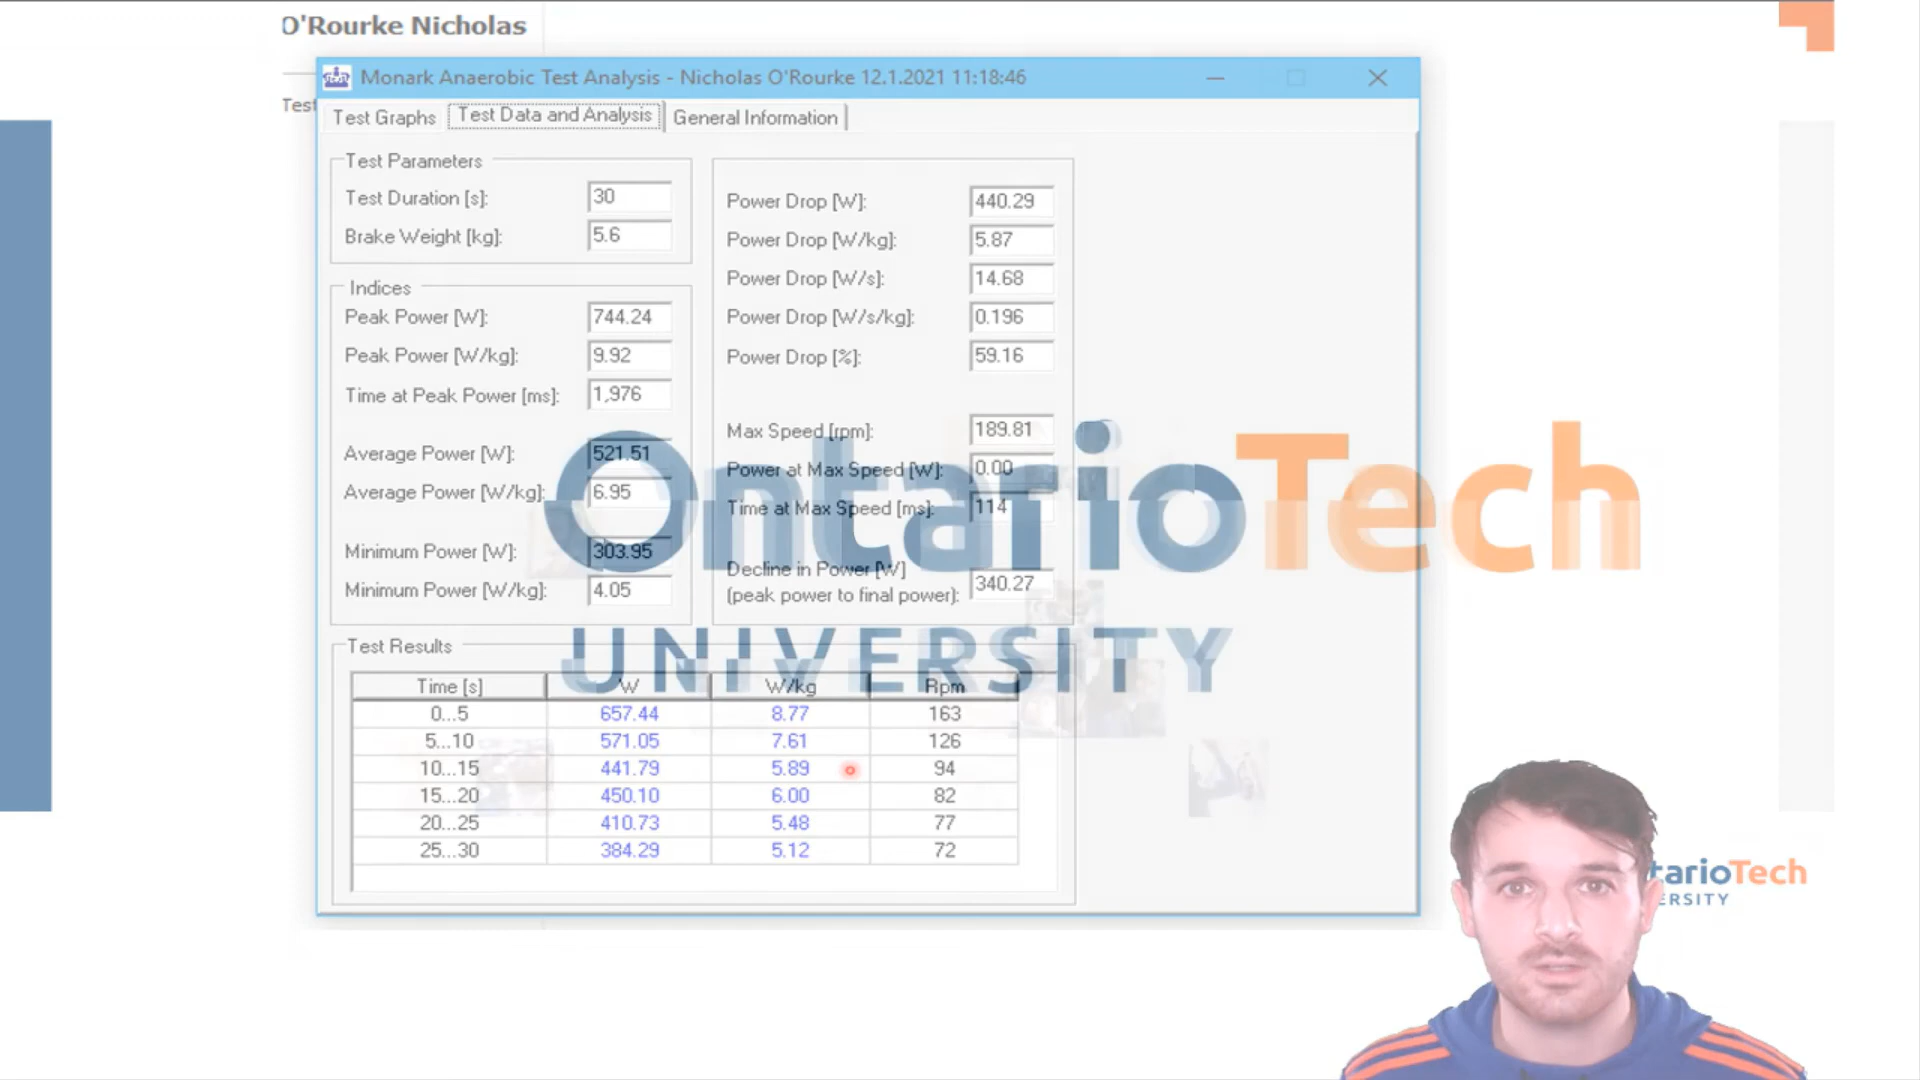 O'Rourke Nicholas
Monark Anaerobic Test Analysis - Nicholas O'Rourke 12.1.2021 11:18:46
Test
Test Graphs Test Data and Analysis General Information
Test Parameters
Test Duration [s]: 30
Brake Weight [kg]: 5.6
Indices
Peak Power [W]: 744.24
Peak Power [W/kg]: 9.92
Time at Peak Power [ms]: 1,976
Average Power [W]: 521.51
Average Power [W/kg]: 6.95
Minimum Power [W]: 303.95
Minimum Power [W/kg]: 4.05
Power Drop [W]: 440.29
Power Drop [W/kg]: 5.87
Power Drop [W/s]: 14.68
Power Drop [W/s/kg]: 0.196
Power Drop [%]: 59.16
Max Speed [rpm]: 189.81
Power at Max Speed [W]: 0.00
Time at Max Speed [ms]: 114
Decline in Power [W]
(peak power to final power): 340.27
OntarioTech
UNIVERSITY
Test Results
Time [s] W W/kg Rpm
0...5 657.44 8.77 163
5...10 571.05 7.61 126
10...15 441.79 5.89 94
15...20 450.10 6.00 82
20...25 410.73 5.48 77
25...30 384.29 5.12 72
tarioTech
ERSITY